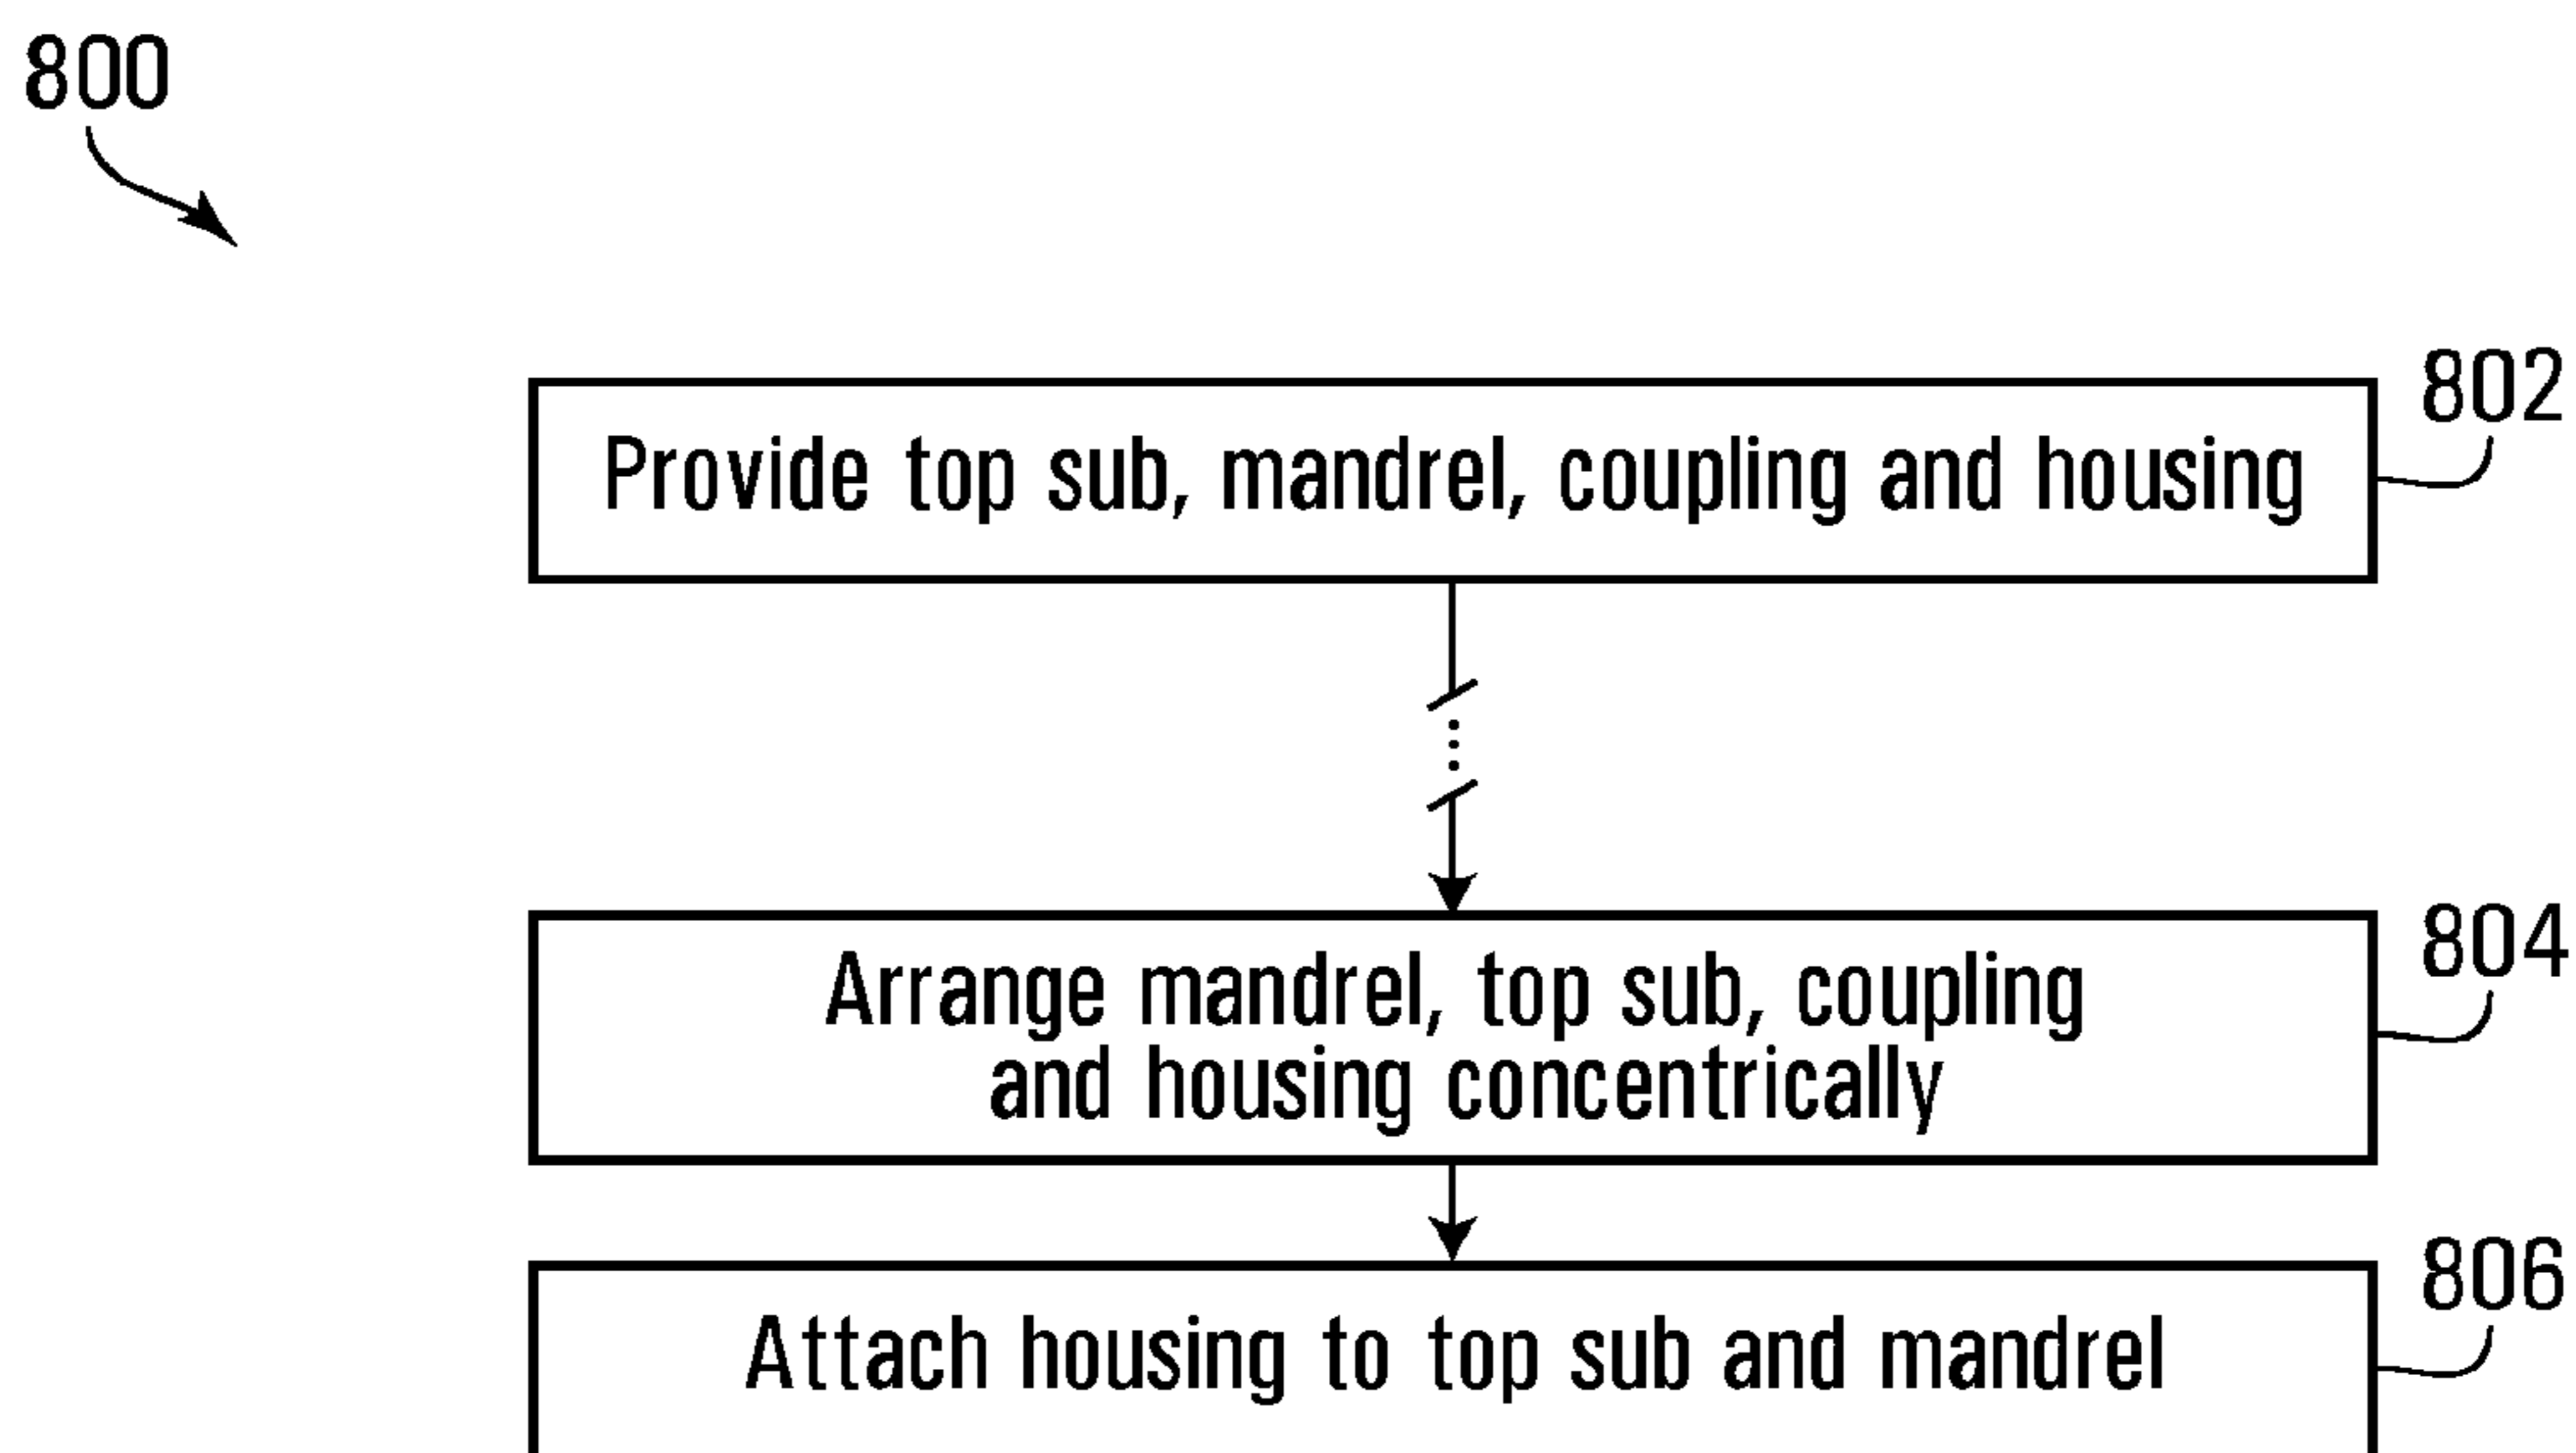 800
802
Provide top sub, mandrel, coupling and housing
804
Arrange mandrel, top sub, coupling
and housing concentrically
806
Attach housing to top sub and mandrel